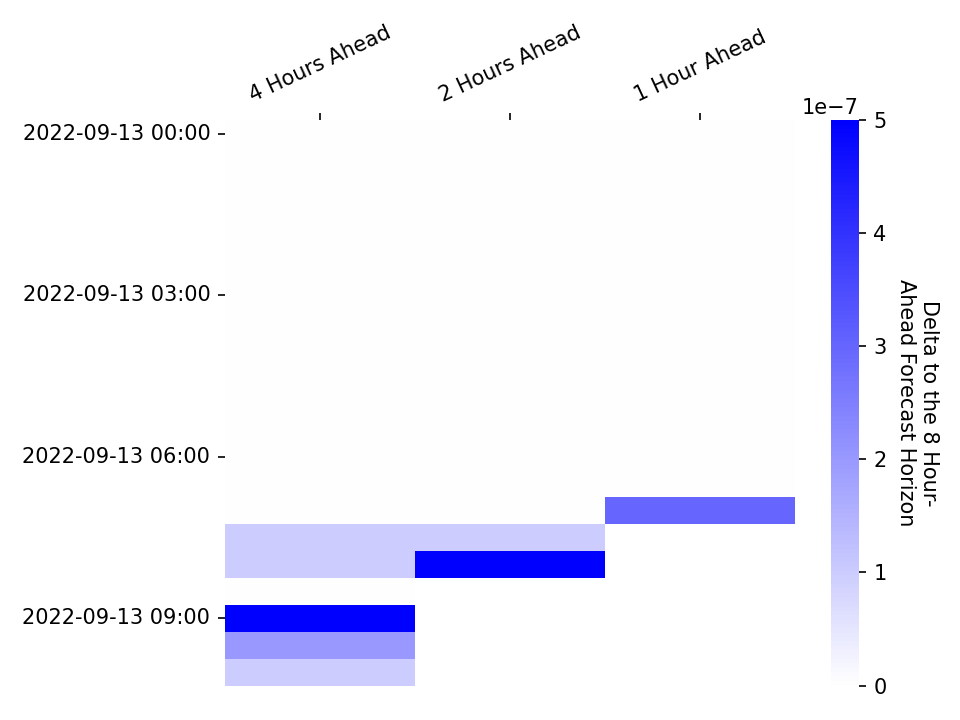 4 Hours Ahead
2 Hours Ahead
1 Hour Ahead
2022-09-13 00:00
2022-09-13 03:00
2022-09-13 06:00
2022-09-13 09:00
1e−7
5
4
3
2
1
0
Delta to the 8 Hour-
Ahead Forecast Horizon